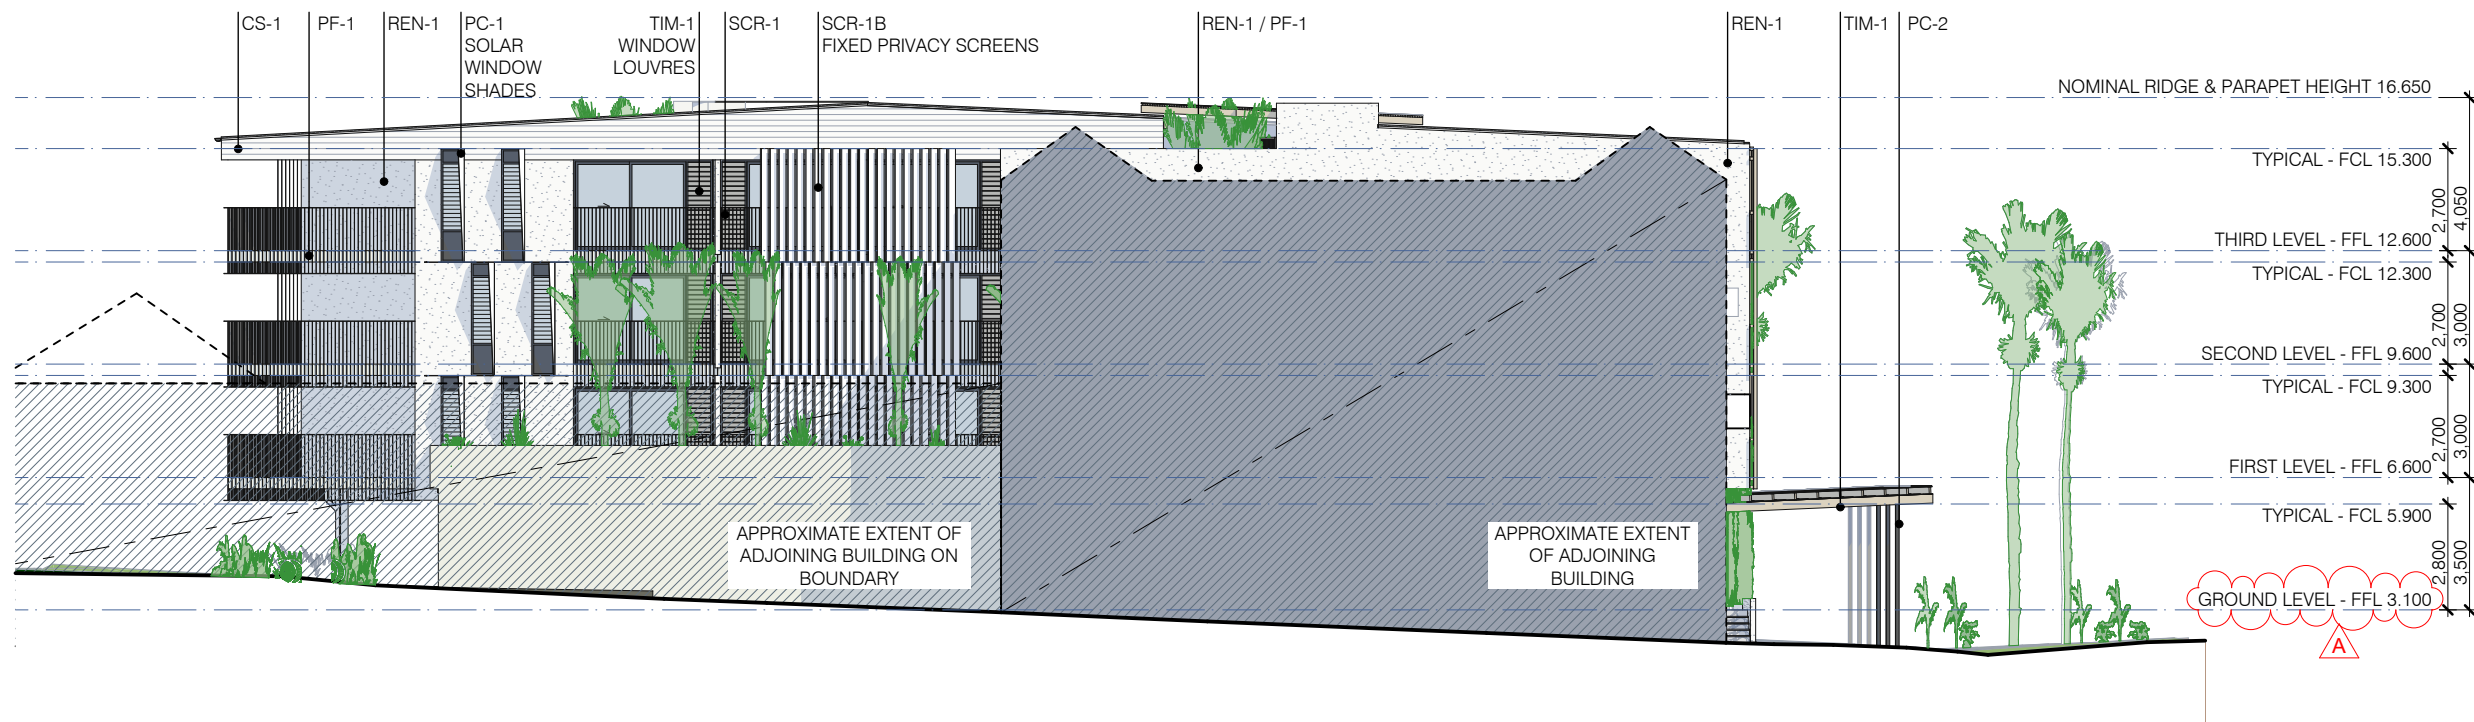 CS-1
PF-1
REN-1
PC-1
SOLAR
WINDOW
SHADES
TIM-1
WINDOW
LOUVRES
SCR-1
SCR-1B
FIXED PRIVACY SCREENS
REN-1 / PF-1
REN-1
TIM-1
PC-2
NOMINAL RIDGE & PARAPET HEIGHT 16.650
TYPICAL - FCL 15.300
THIRD LEVEL - FFL 12.600
TYPICAL - FCL 12.300
SECOND LEVEL - FFL 9.600
TYPICAL - FCL 9.300
FIRST LEVEL - FFL 6.600
TYPICAL - FCL 5.900
GROUND LEVEL - FFL 3.100
A
2,700
4,050
2,700
3,000
2,700
3,000
2,800
3,500
APPROXIMATE EXTENT OF
ADJOINING BUILDING ON
BOUNDARY
APPROXIMATE EXTENT
OF ADJOINING
BUILDING